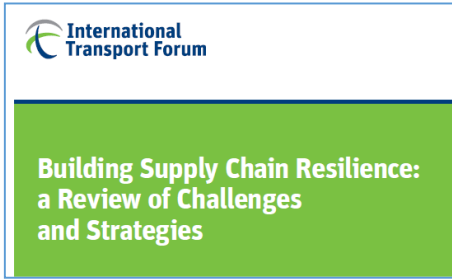 International
Transport Forum
Building Supply Chain Resilience:
a Review of Challenges
and Strategies